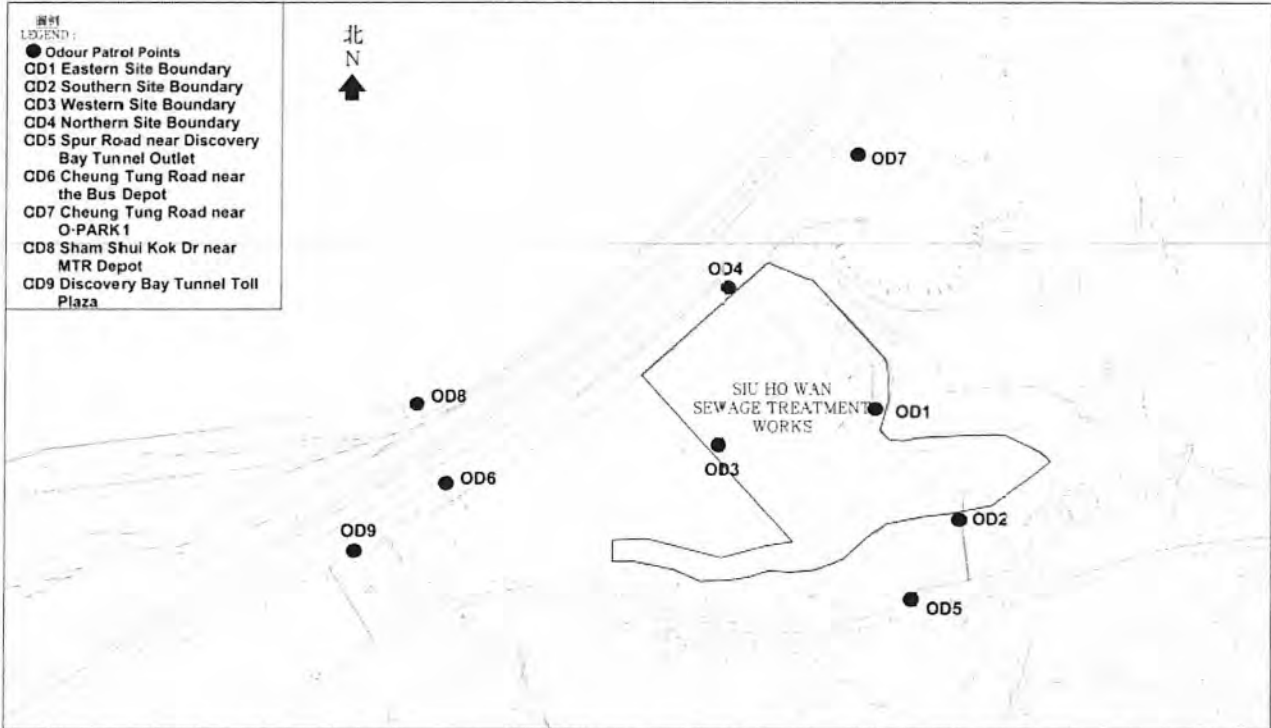 圖例
LEGEND :
Odour Patrol Points
OD1 Eastern Site Boundary
OD2 Southern Site Boundary
OD3 Western Site Boundary
OD4 Northern Site Boundary
OD5 Spur Road near Discovery
Bay Tunnel Outlet
OD6 Cheung Tung Road near
the Bus Depot
OD7 Cheung Tung Road near
O·PARK1
OD8 Sham Shui Kok Dr near
MTR Depot
OD9 Discovery Bay Tunnel Toll
Plaza
北
N
OD7
OD4
SIU HO WAN
SEWAGE TREATMENT
WORKS
OD8
OD1
OD3
OD6
OD2
OD9
OD5